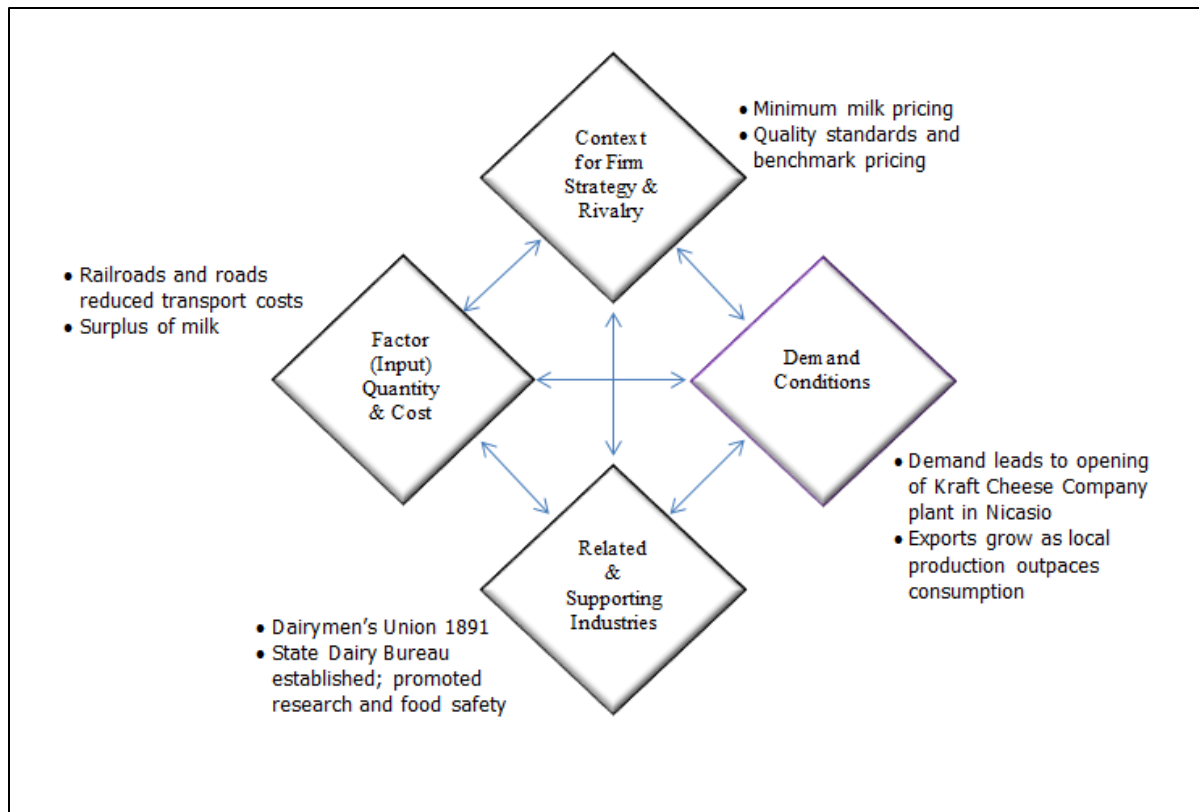 Context
for Firm
Strategy &
Rivalry
• Minimum milk pricing
• Quality standards and
benchmark pricing
• Railroads and roads
reduced transport costs
• Surplus of milk
Factor
(Input)
Quantity
& Cost
Demand
Conditions
• Demand leads to opening
of Kraft Cheese Company
plant in Nicasio
• Exports grow as local
production outpaces
consumption
Related
&
Supporting
Industries
• Dairymen’s Union 1891
• State Dairy Bureau
established; promoted
research and food safety